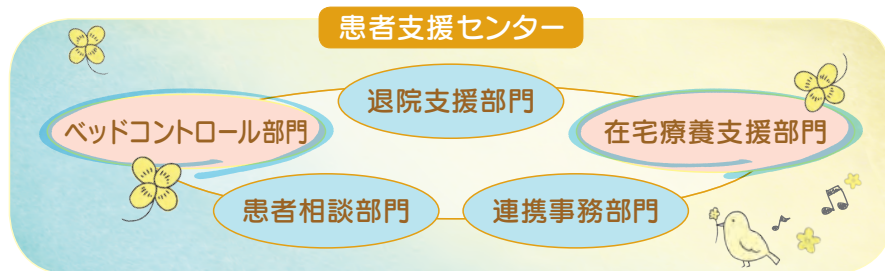 患者支援センター
退院支援部門
ベッドコントロール部門
在宅療養支援部門
患者相談部門
連携事務部門